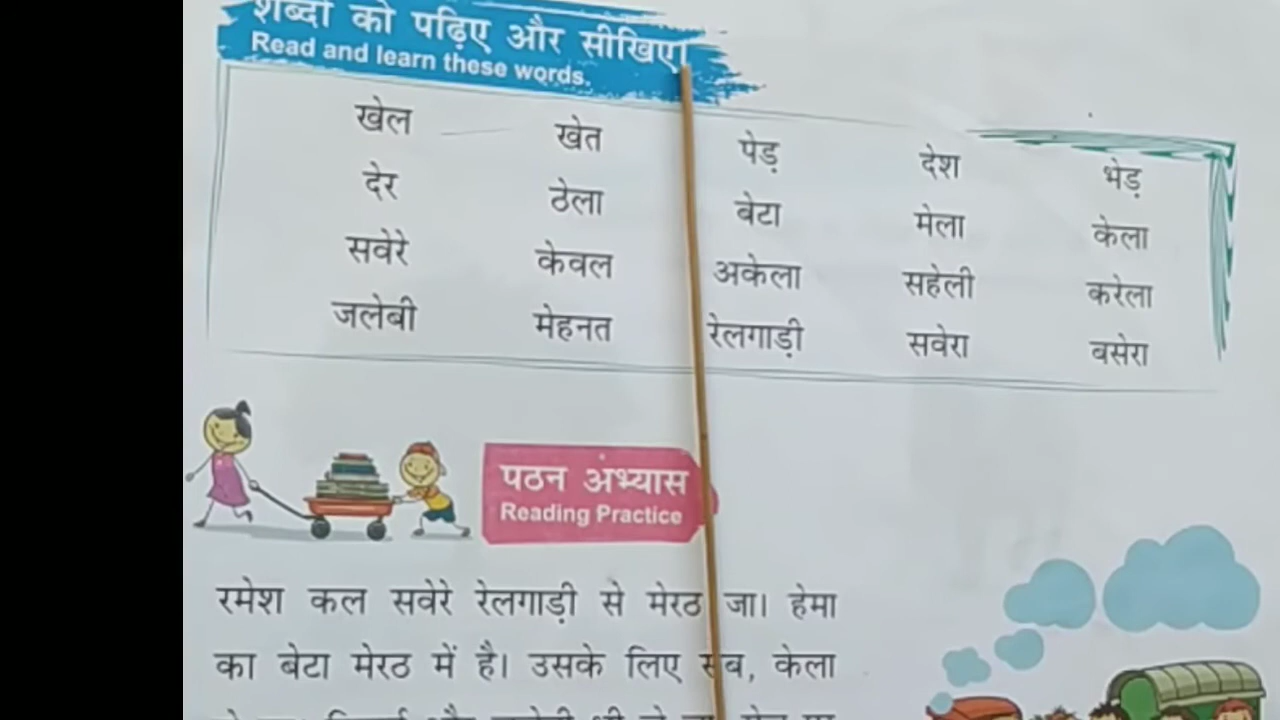 शब्दों को पढ़िए और सीखिए।
Read and learn these words.
खेल खेत पेड़ देश भेड़
देर ठेला बेटा मेला केला
सवेरे केवल अकेला सहेली करेला
जलेबी मेहनत रेलगाड़ी सवेरा बसेरा
पठन अभ्यास
Reading Practice
रमेश कल सवेरे रेलगाड़ी से मेरठ जा। हेमा
का बेटा मेरठ में है। उसके लिए सेब, केला